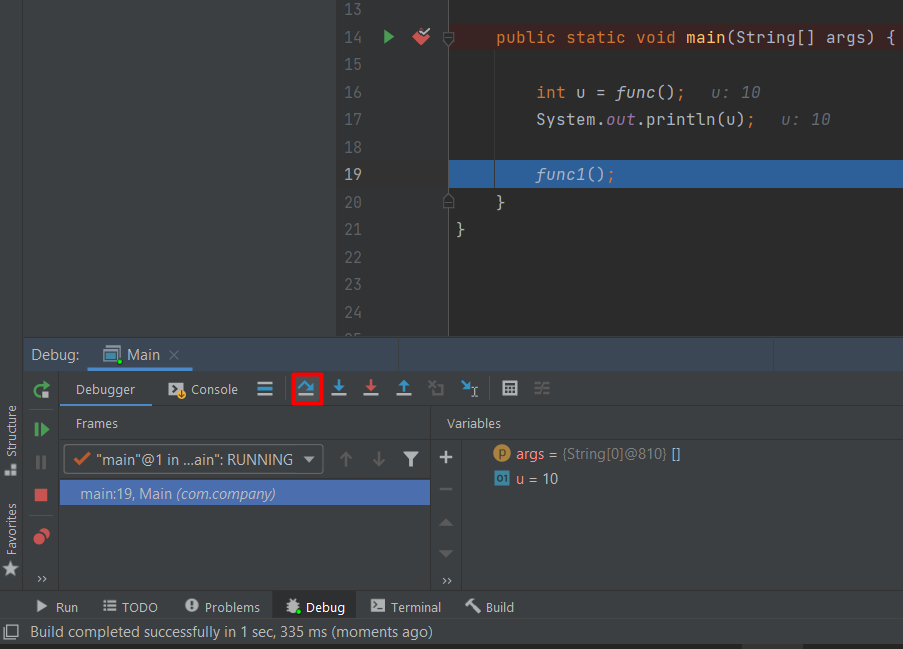 13
14 public static void main(String[] args) {
15
16 int u = func(); u: 10
17 System.out.println(u); u: 10
18
19 func1();
20 }
21 }
22
23
24
Debug: Main
Debugger Console
Structure
Frames Variables
"main"@1 in ...ain": RUNNING
p args = {String[0]@810} []
main:19, Main (com.company)
01 u = 10
Favorites
Run TODO Problems Debug Terminal Build
Build completed successfully in 1 sec, 335 ms (moments ago)